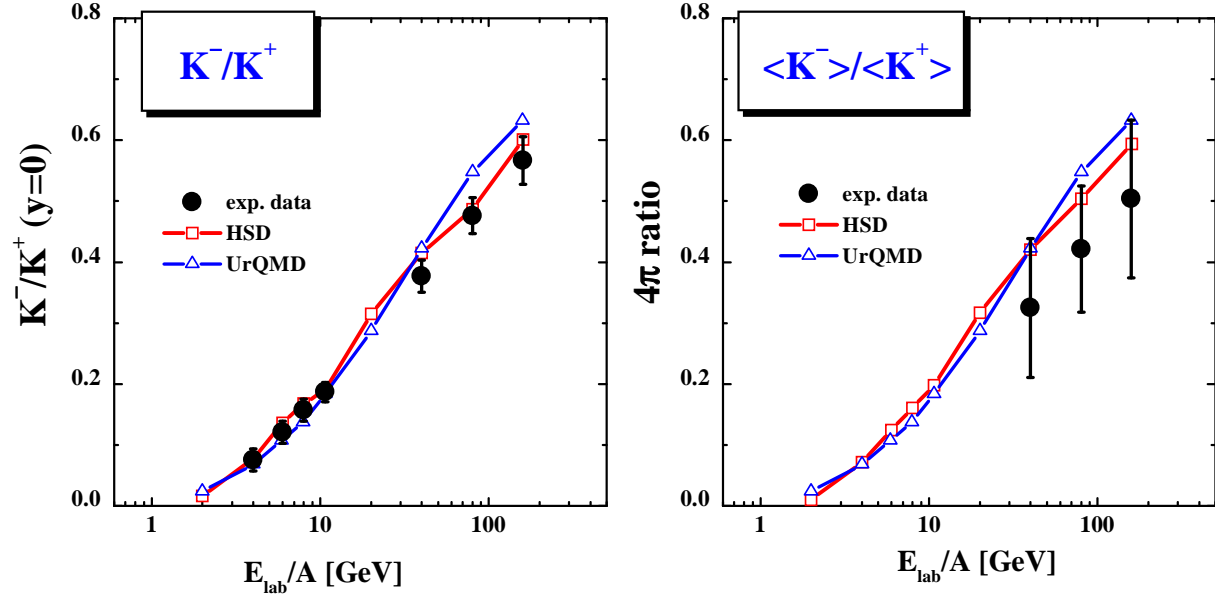 K⁻/K⁺
K⁻/K⁺ (y=0)
0.8
0.6
0.4
0.2
0.0
exp. data
HSD
UrQMD
1 10 100
E_lab/A [GeV]
<K⁻>/<K⁺>
4π ratio
0.8
0.6
0.4
0.2
0.0
exp. data
HSD
UrQMD
1 10 100
E_lab/A [GeV]